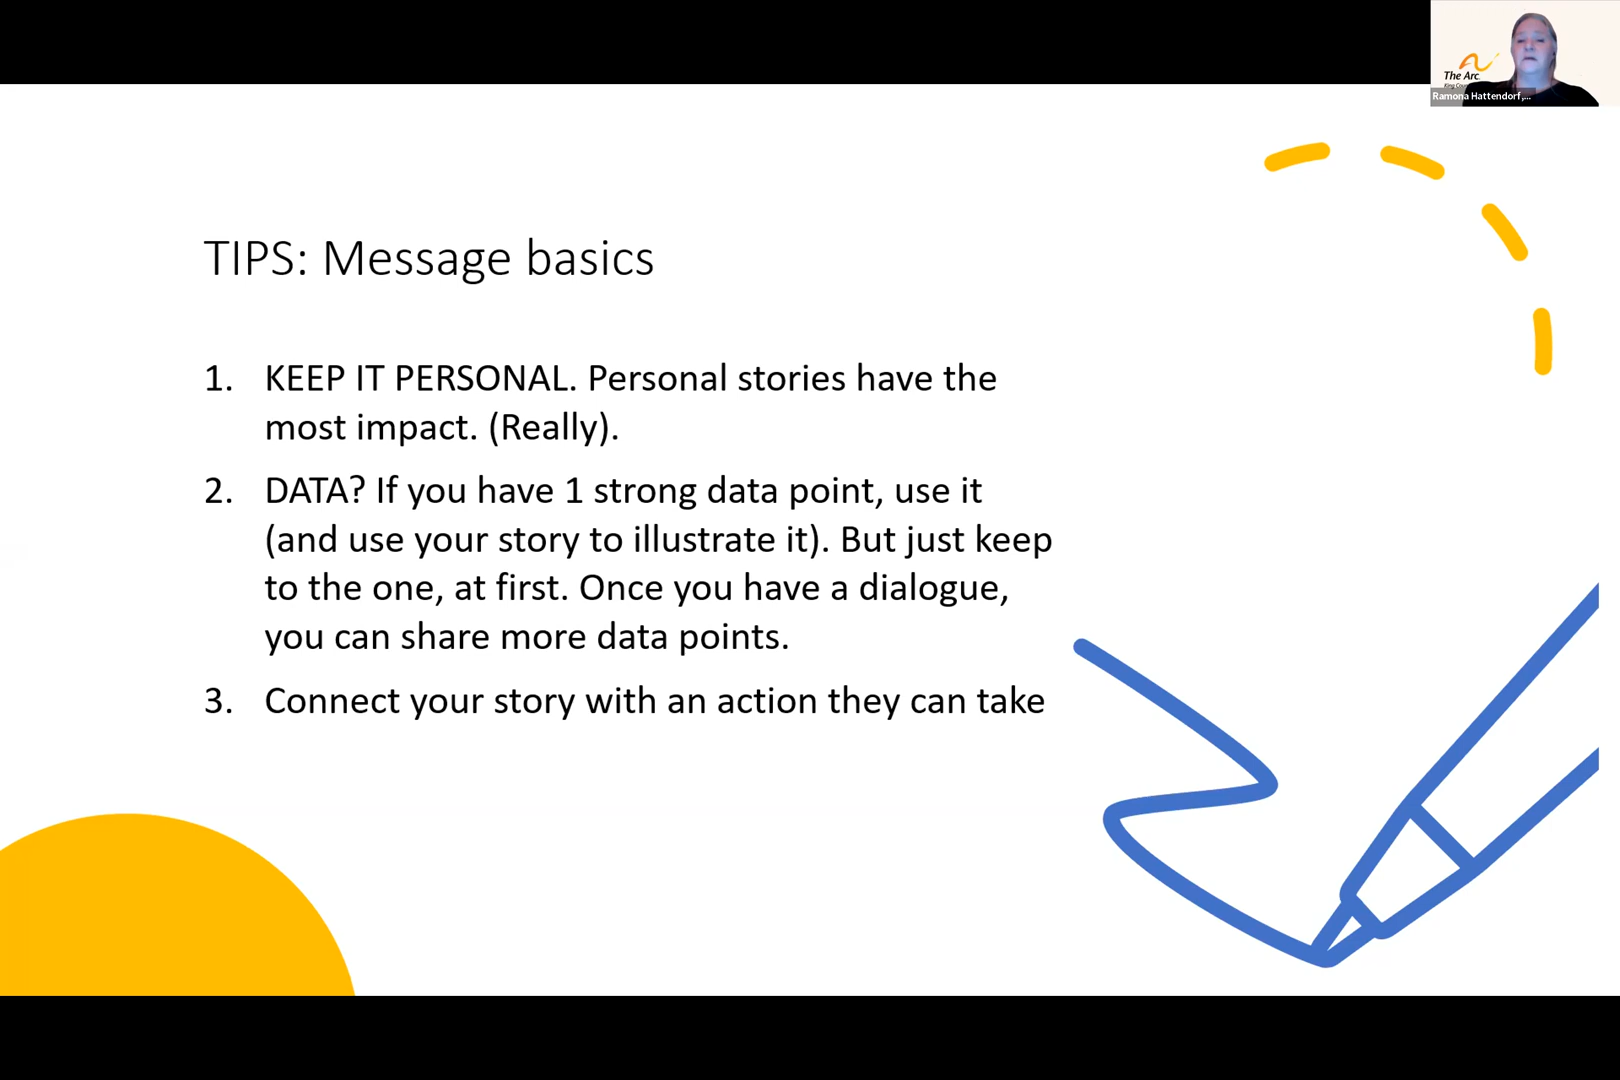 The Arc
Ramona Hattendorf,...
TIPS: Message basics
1. KEEP IT PERSONAL. Personal stories have the
most impact. (Really).
2. DATA? If you have 1 strong data point, use it
(and use your story to illustrate it). But just keep
to the one, at first. Once you have a dialogue,
you can share more data points.
3. Connect your story with an action they can take